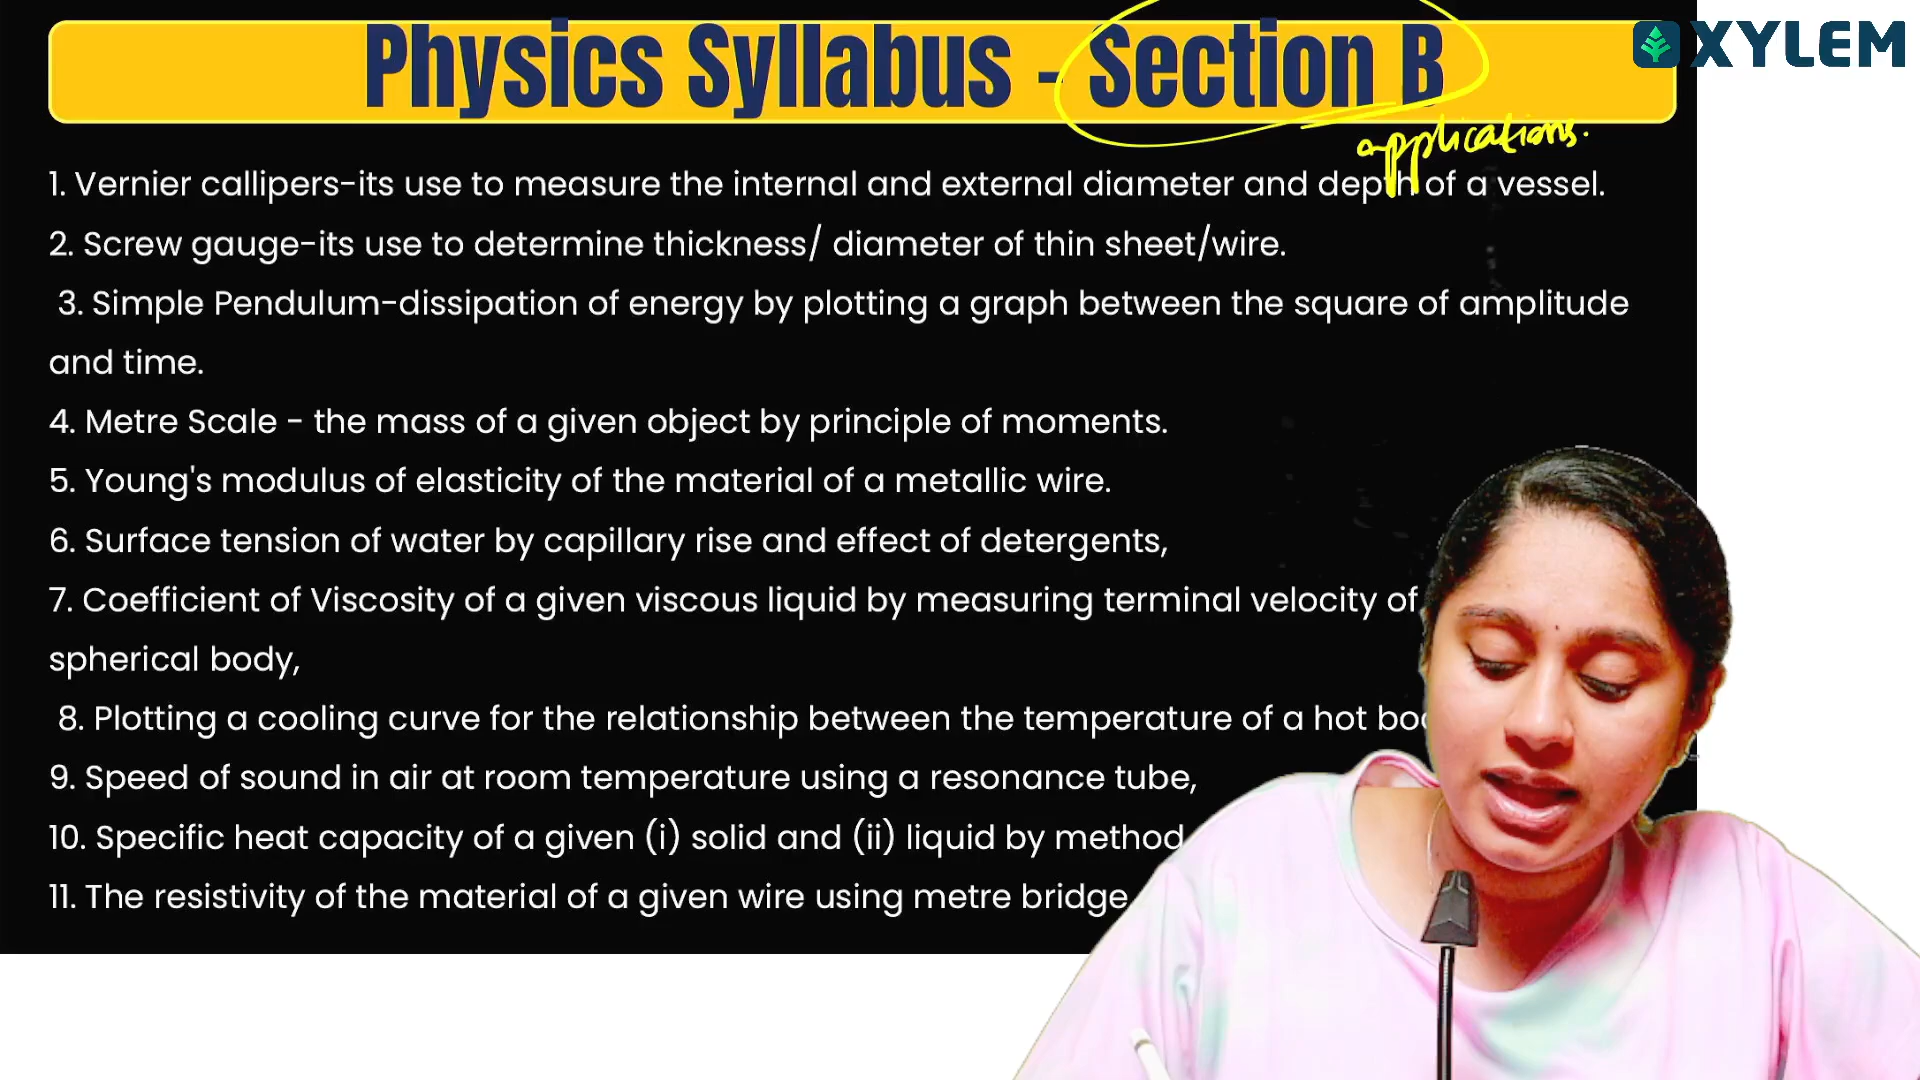 Physics Syllabus - Section B
XYLEM
applications.
1. Vernier callipers-its use to measure the internal and external diameter and depth of a vessel.
2. Screw gauge-its use to determine thickness/ diameter of thin sheet/wire.
3. Simple Pendulum-dissipation of energy by plotting a graph between the square of amplitude
and time.
4. Metre Scale - the mass of a given object by principle of moments.
5. Young's modulus of elasticity of the material of a metallic wire.
6. Surface tension of water by capillary rise and effect of detergents,
7. Coefficient of Viscosity of a given viscous liquid by measuring terminal velocity of
spherical body,
8. Plotting a cooling curve for the relationship between the temperature of a hot
9. Speed of sound in air at room temperature using a resonance tube,
10. Specific heat capacity of a given (i) solid and (ii) liquid by method
11. The resistivity of the material of a given wire using metre bridge